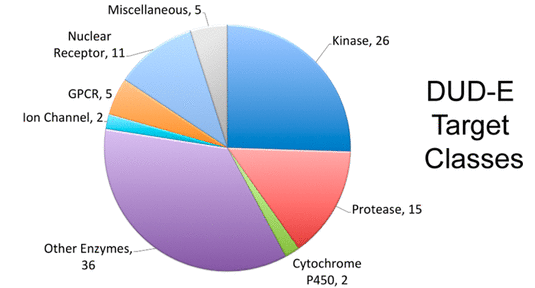 Miscellaneous, 5
Nuclear
Receptor, 11
Kinase, 26
GPCR, 5
Ion Channel, 2
DUD-E
Target
Classes
Protease, 15
Other Enzymes,
36
Cytochrome
P450, 2